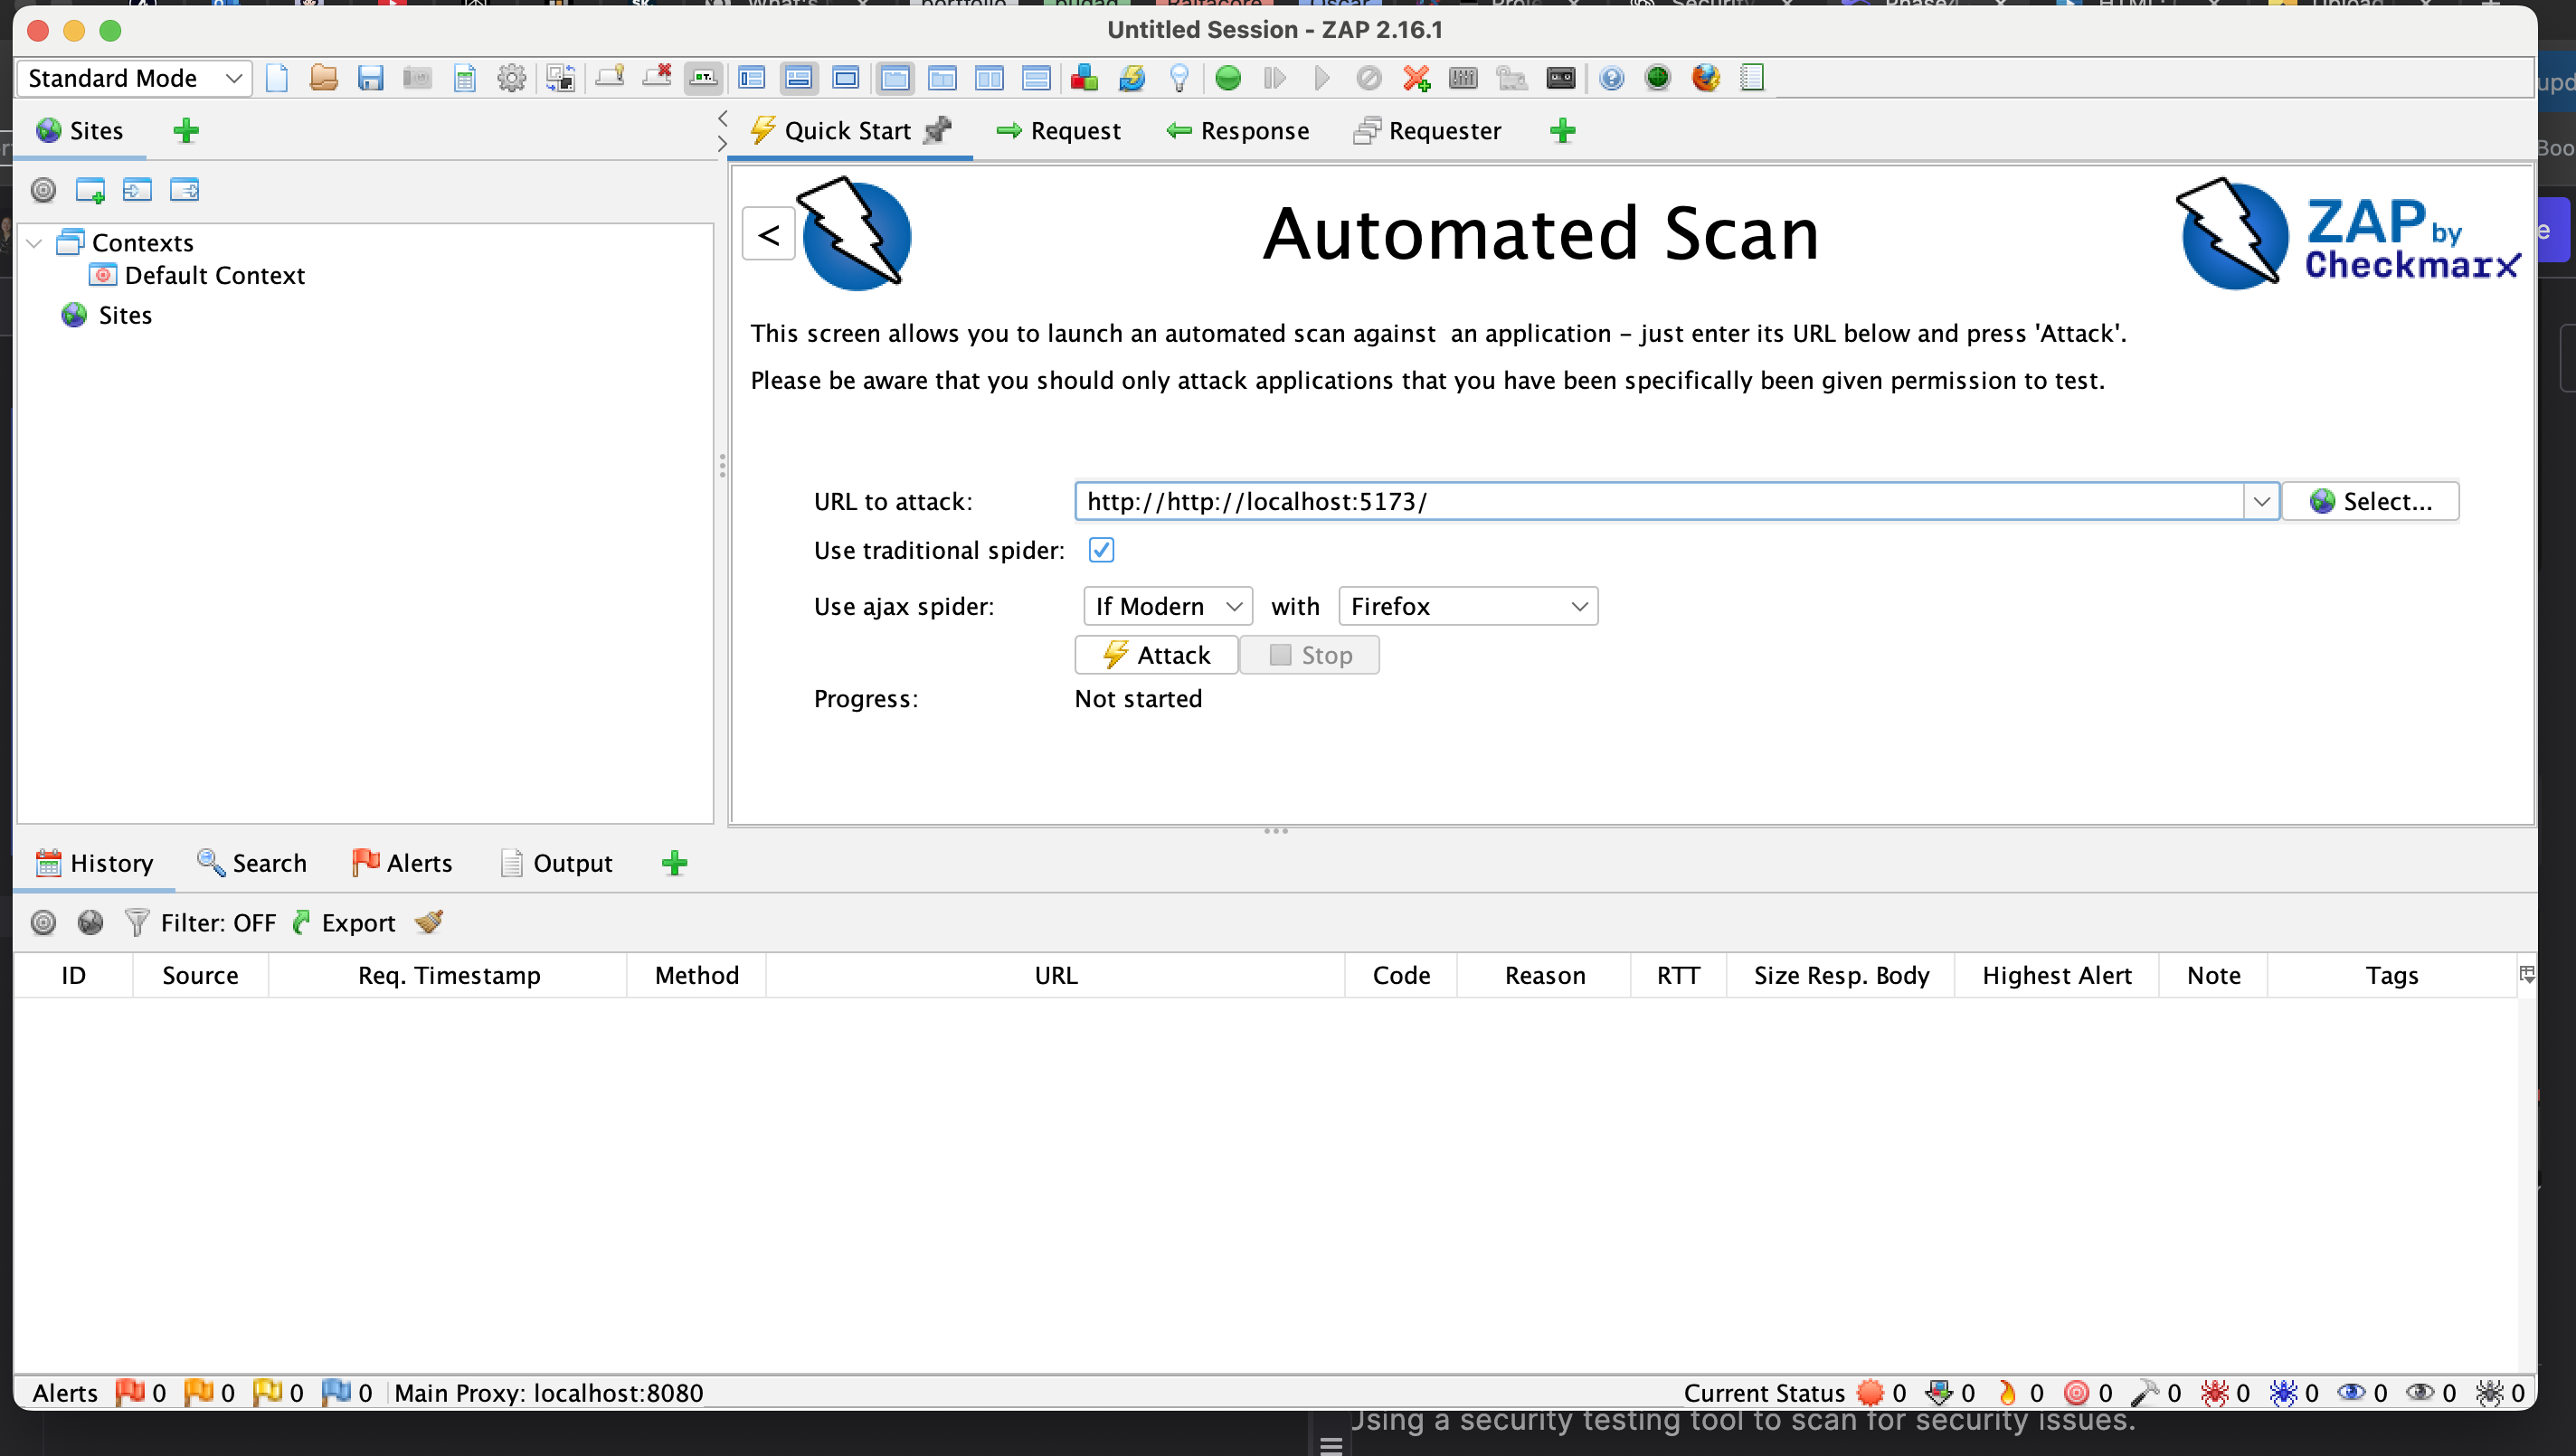 Untitled Session - ZAP 2.16.1
Standard Mode
Sites
Quick Start
Request
Response
Requester
Contexts
Default Context
Sites
<
Automated Scan
ZAP by
Checkmarx
This screen allows you to launch an automated scan against  an application – just enter its URL below and press 'Attack'.
Please be aware that you should only attack applications that you have been specifically been given permission to test.
URL to attack:
http://http://localhost:5173/
Select...
Use traditional spider:
Use ajax spider:
If Modern
with
Firefox
Attack
Stop
Progress:
Not started
History
Search
Alerts
Output
Filter: OFF
Export
ID
Source
Req. Timestamp
Method
URL
Code
Reason
RTT
Size Resp. Body
Highest Alert
Note
Tags
Alerts 0 0 0 0 Main Proxy: localhost:8080
Current Status 0 0 0 0 0 0 0 0 0 0
Using a security testing tool to scan for security issues.